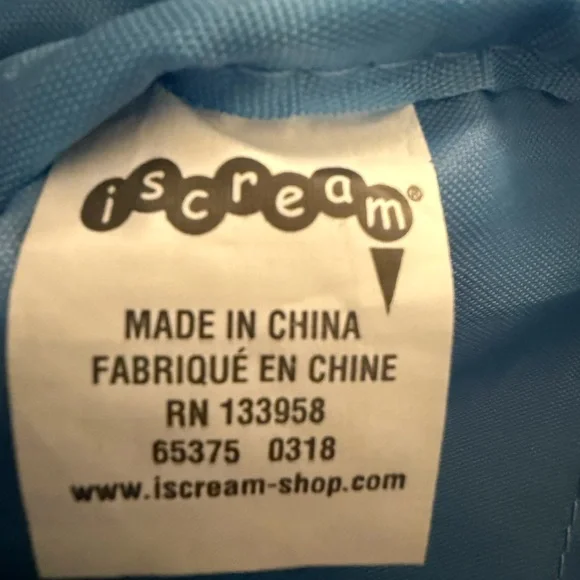 iscream®
MADE IN CHINA
FABRIQUÉ EN CHINE
RN 133958
65375 0318
www.iscream-shop.com